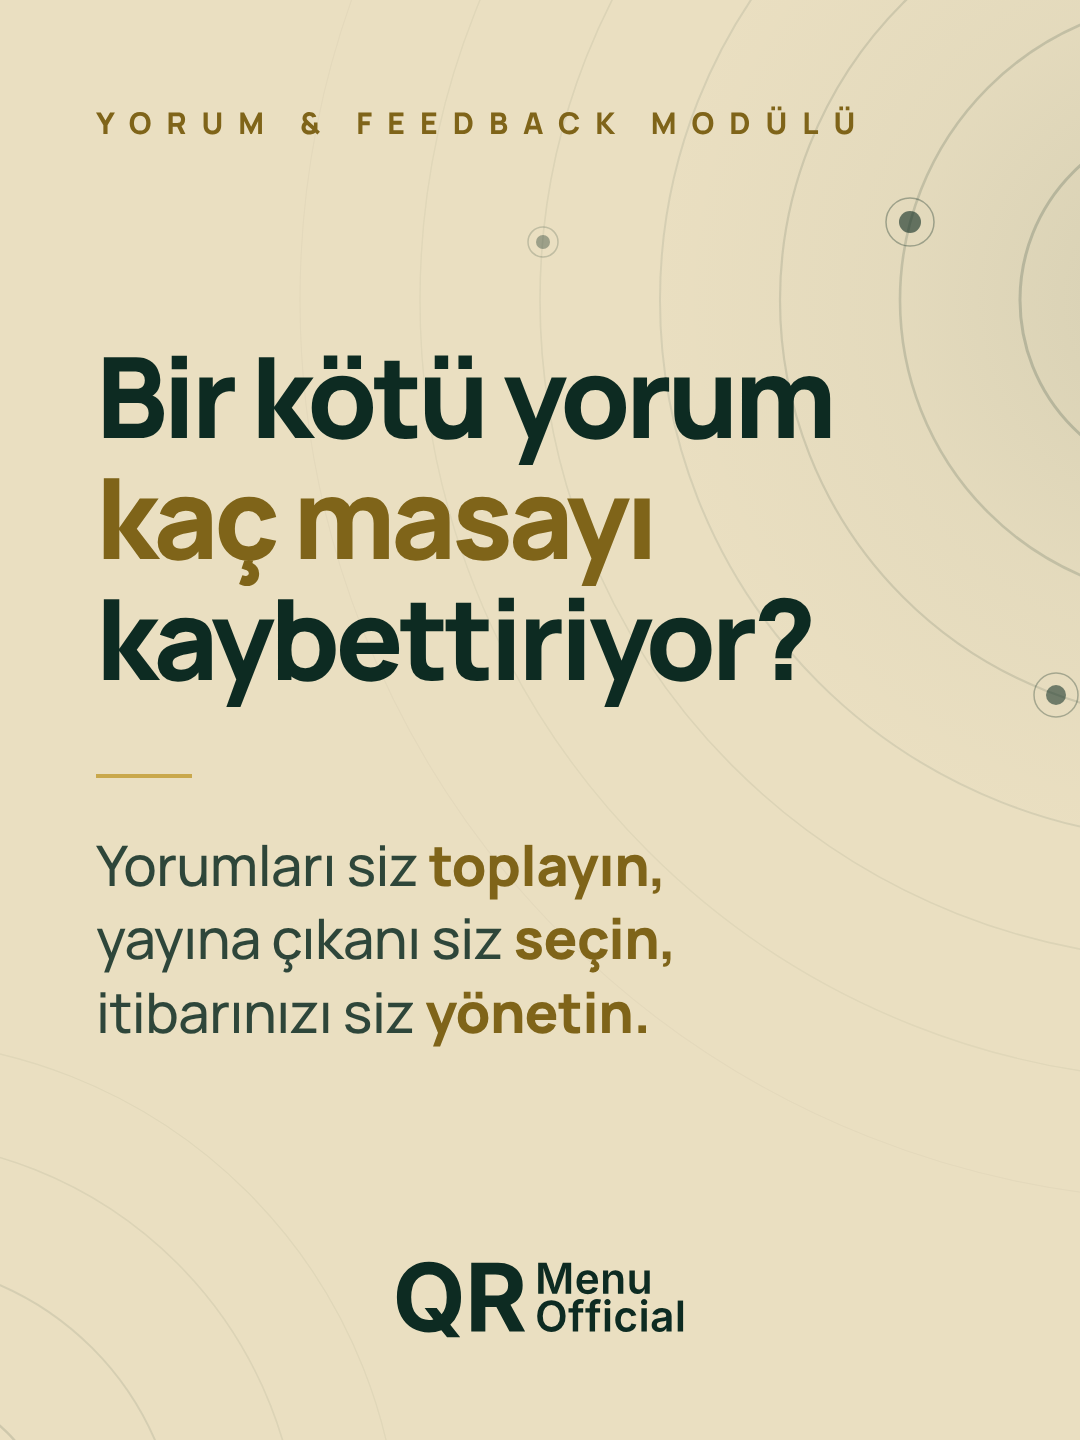 YORUM & FEEDBACK MODÜLÜ
Bir kötü yorum
kaç masayı
kaybettiriyor?
Yorumları siz toplayın,
yayına çıkanı siz seçin,
itibarınızı siz yönetin.
QR Menu
Official